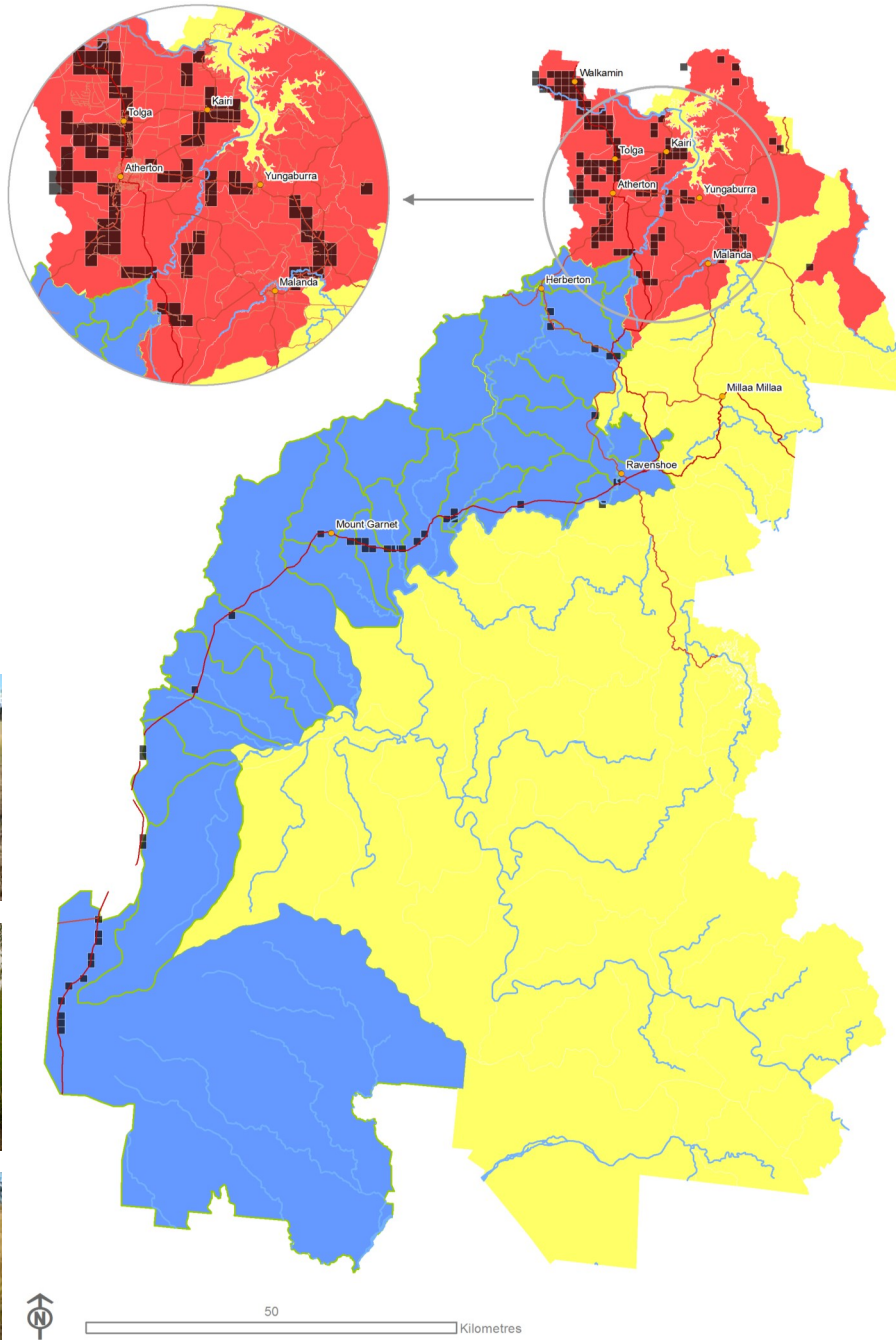 Tolga
Kairi
Atherton
Yungaburra
Malanda
Walkamin
Kairi
Tolga
Atherton
Yungaburra
Malanda
Herberton
Millaa Millaa
Ravenshoe
Mount Garnet
N
50
Kilometres